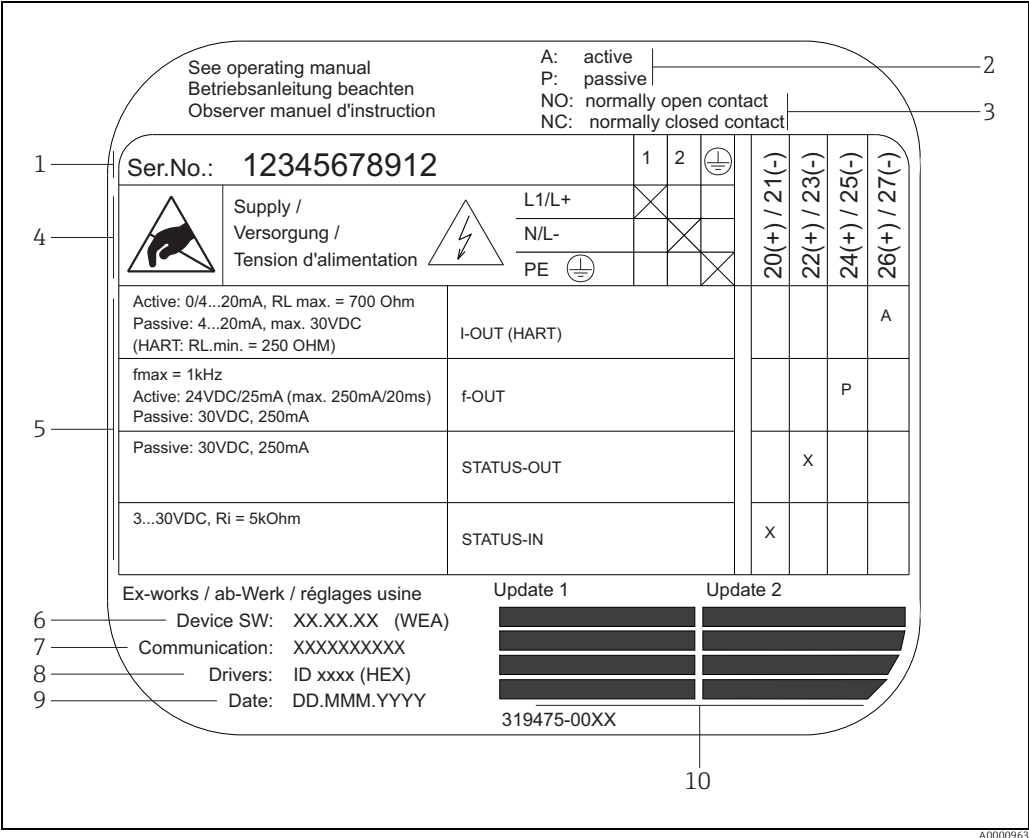 See operating manual
Betriebsanleitung beachten
Observer manuel d'instruction
A: active
P: passive
NO: normally open contact
NC: normally closed contact
2
3
1
Ser.No.: 12345678912
1 2
20(+) / 21(-)
22(+) / 23(-)
24(+) / 25(-)
26(+) / 27(-)
4
Supply /
Versorgung /
Tension d'alimentation
L1/L+
N/L-
PE
5
Active: 0/4...20mA, RL max. = 700 Ohm
Passive: 4...20mA, max. 30VDC
(HART: RL.min. = 250 OHM)
I-OUT (HART)
A
fmax = 1kHz
Active: 24VDC/25mA (max. 250mA/20ms)
Passive: 30VDC, 250mA
f-OUT
P
Passive: 30VDC, 250mA
STATUS-OUT
X
3...30VDC, Ri = 5kOhm
STATUS-IN
X
Ex-works / ab-Werk / réglages usine
Update 1
Update 2
6
Device SW: XX.XX.XX (WEA)
7
Communication: XXXXXXXXXX
8
Drivers: ID xxxx (HEX)
9
Date: DD.MMM.YYYY
319475-00XX
10
A0000963